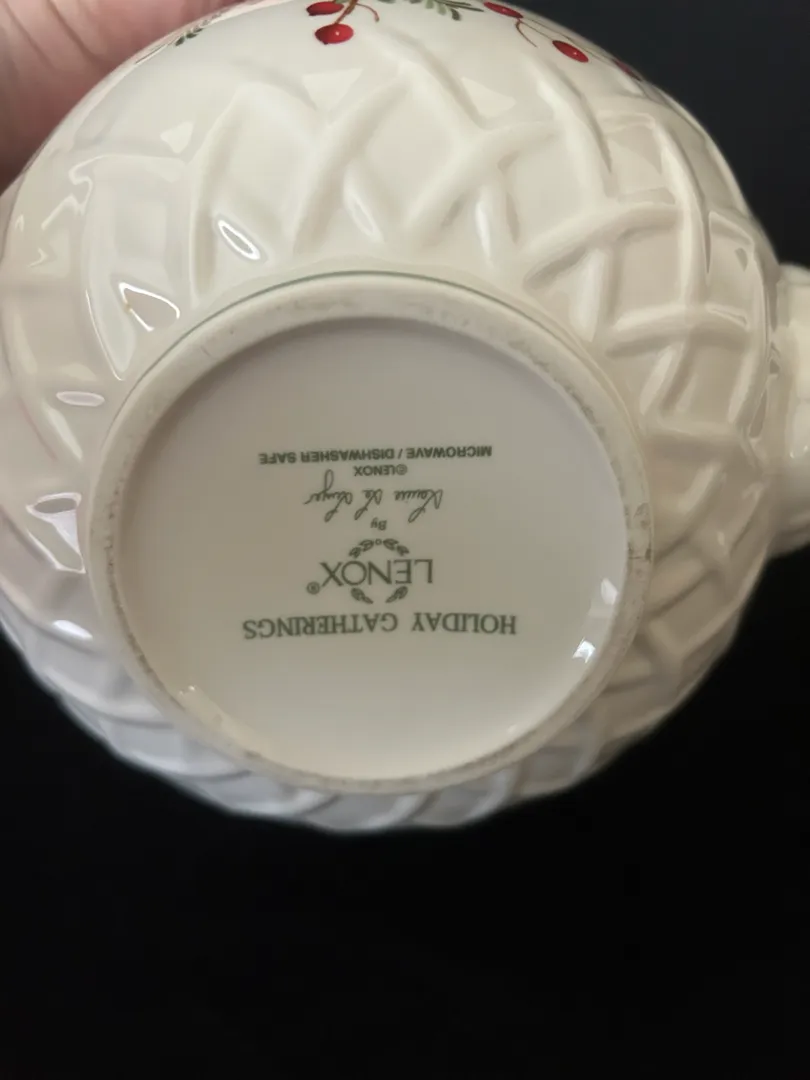 HOLIDAY GATHERINGS
LENOX®
By
©LENOX
MICROWAVE / DISHWASHER SAFE